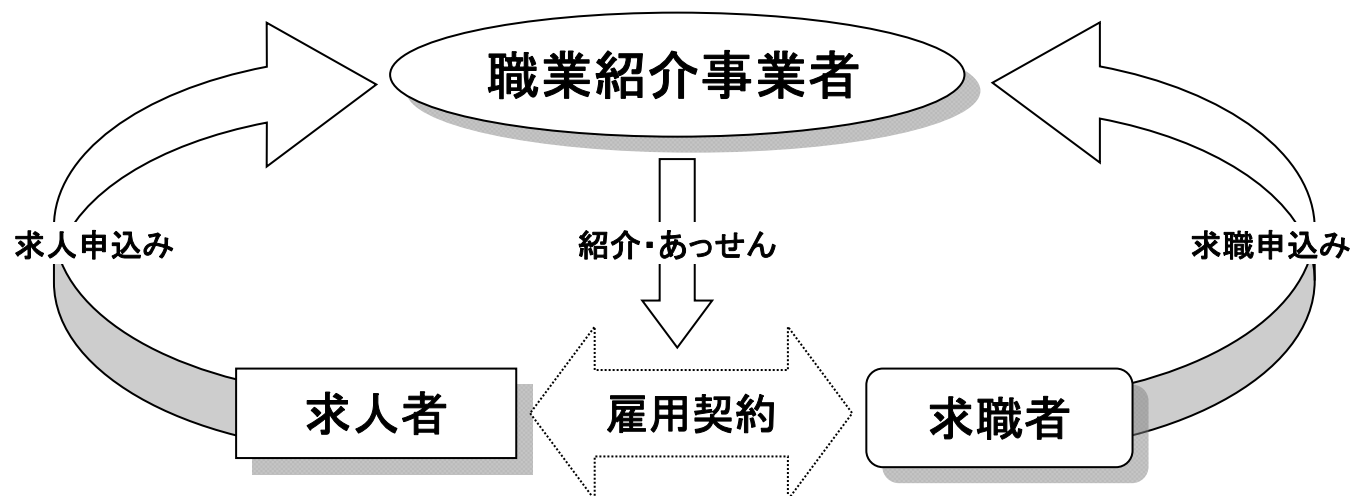 職業紹介事業者
求人申込み
紹介・あっせん
求職申込み
求人者
雇用契約
求職者